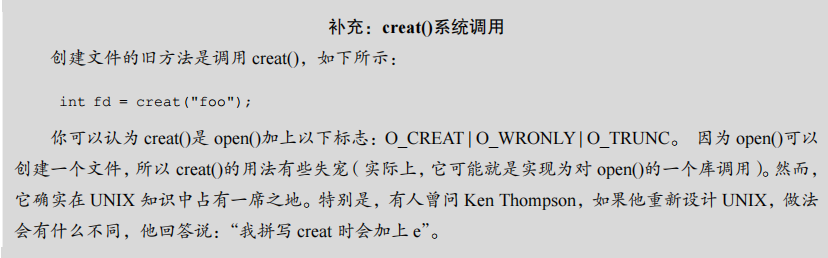 补充：creat()系统调用
创建文件的旧方法是调用 creat()，如下所示：
int fd = creat("foo");
你可以认为 creat()是 open()加上以下标志：O_CREAT | O_WRONLY | O_TRUNC。 因为 open()可以
创建一个文件，所以 creat()的用法有些失宠（实际上，它可能就是实现为对 open()的一个库调用）。然而，
它确实在 UNIX 知识中占有一席之地。特别是，有人曾问 Ken Thompson，如果他重新设计 UNIX，做法
会有什么不同，他回答说：“我拼写 creat 时会加上 e”。